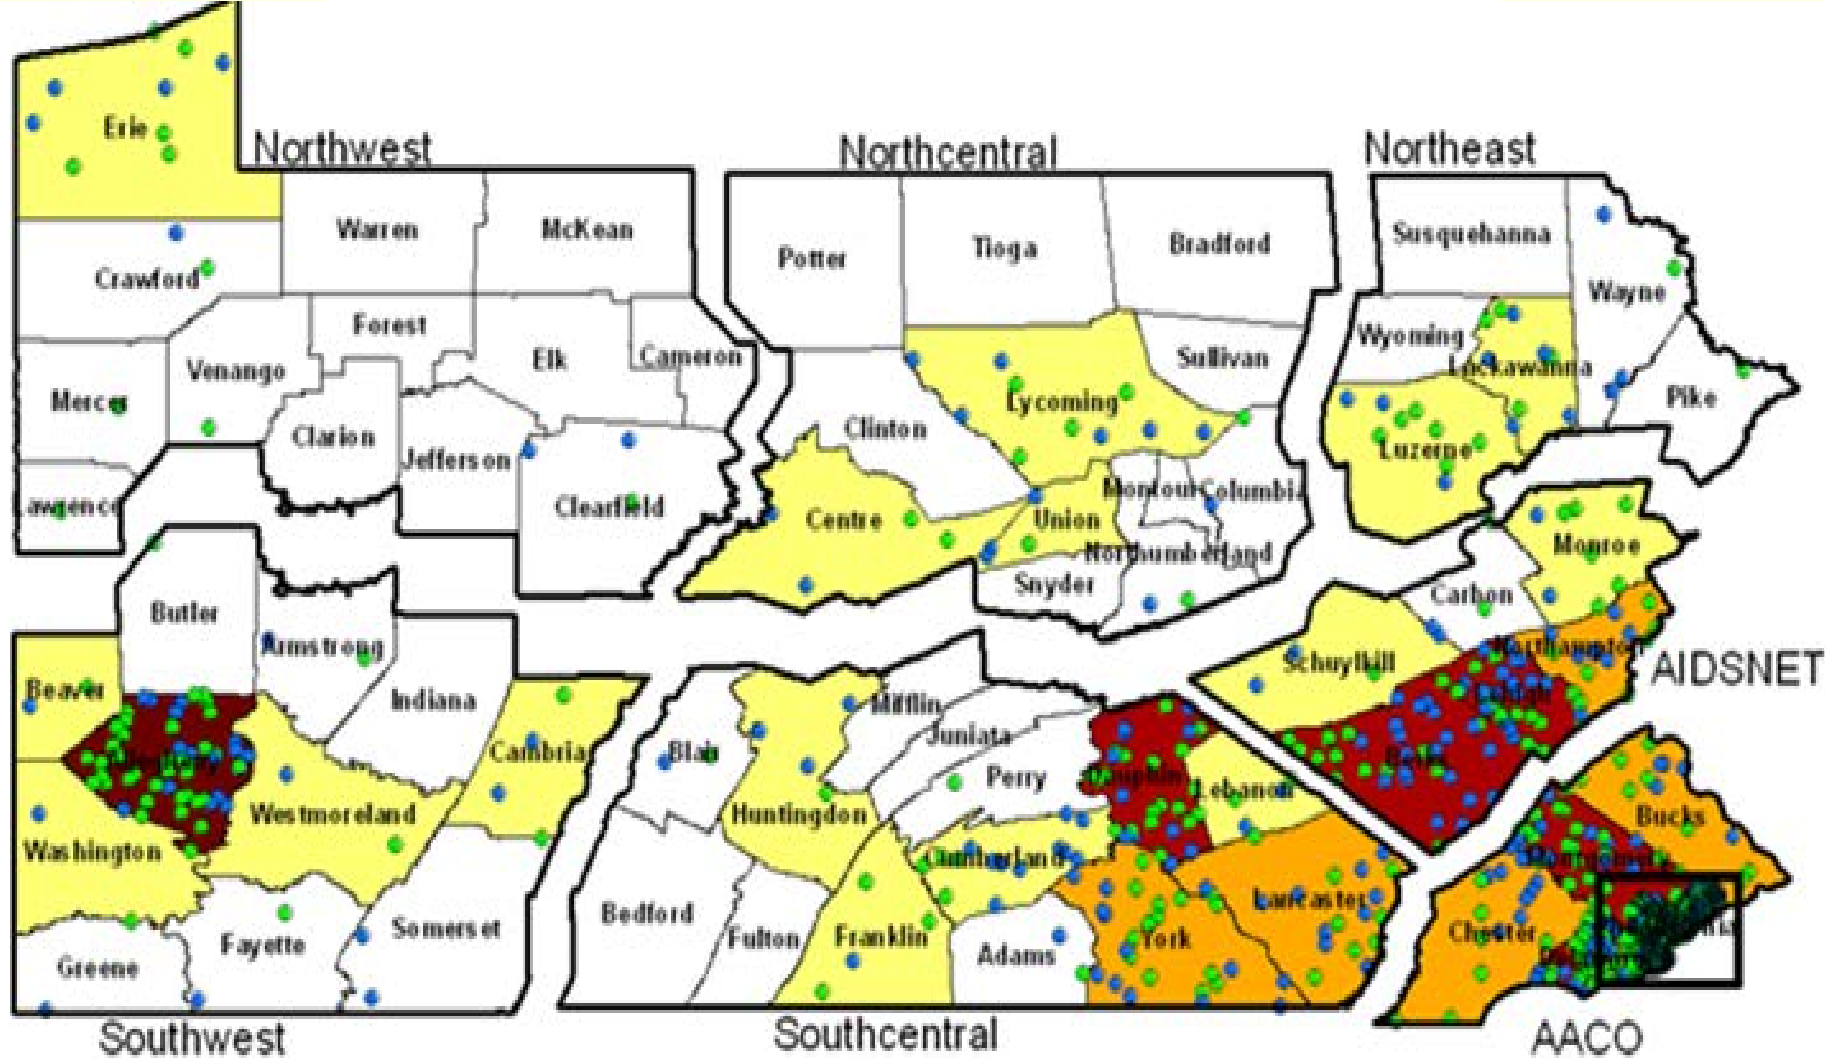 Northwest
Northcentral
Northeast
Erie
Crawford
Warren
McKean
Forest
Venango
Elk
Cameron
Mercer
Clarion
Jefferson
Clearfield
Lawrence
Potter
Tioga
Bradford
Sullivan
Lycoming
Clinton
Centre
Union
Montour
Columbia
Northumberland
Snyder
Susquehanna
Wayne
Wyoming
Lackawanna
Pike
Luzerne
Monroe
Carbon
Schuylkill
Northampton
Lehigh
Berks
AIDSNET
Butler
Armstrong
Indiana
Beaver
Allegheny
Cambria
Westmoreland
Washington
Somerset
Fayette
Greene
Southwest
Mifflin
Juniata
Blair
Perry
Dauphin
Lebanon
Huntingdon
Cumberland
Bedford
Fulton
Franklin
Adams
York
Lancaster
Southcentral
Bucks
Montgomery
Chester
AACO